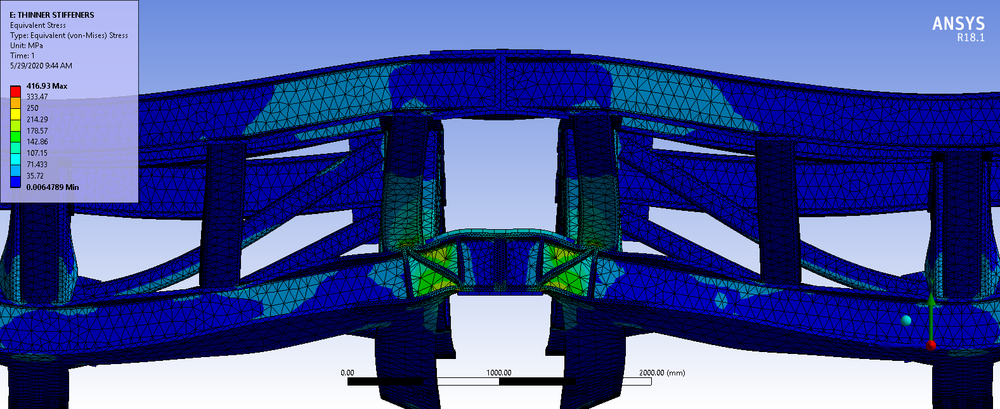 E: THINNER STIFFENERS
Equivalent Stress
Type: Equivalent (von-Mises) Stress
Unit: MPa
Time: 1
5/29/2020 9:44 AM
416.93 Max
333.47
250
214.29
178.57
142.86
107.15
71.433
35.72
0.0064789 Min
ANSYS
R18.1
0.00 1000.00 2000.00 (mm)